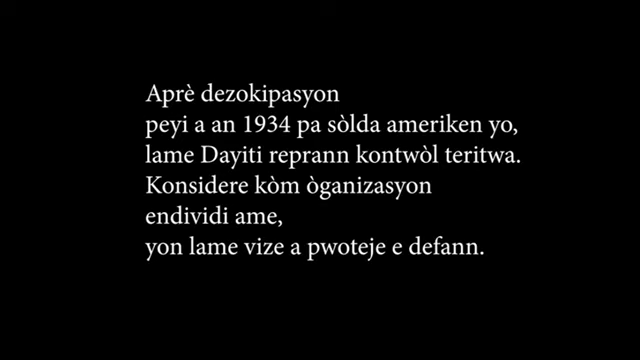 Aprè dezokipasyon
peyi a an 1934 pa sòlda ameriken yo,
lame Dayiti reprann kontwòl teritwa.
Konsidere kòm òganizasyon
endividi ame,
yon lame vize a pwoteje e defann.